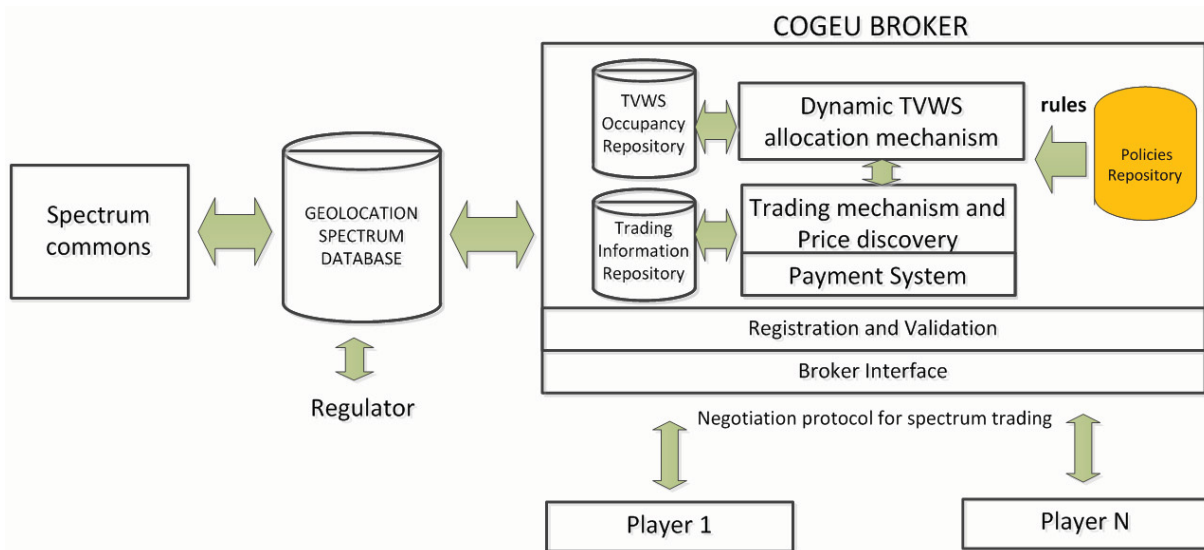 COGEU BROKER
TVWS
Occupancy
Repository
Dynamic TVWS
allocation mechanism
rules
Policies
Repository
Spectrum
commons
GEOLOCATION
SPECTRUM
DATABASE
Trading
Information
Repository
Trading mechanism and
Price discovery
Payment System
Registration and Validation
Broker Interface
Regulator
Negotiation protocol for spectrum trading
Player 1
Player N